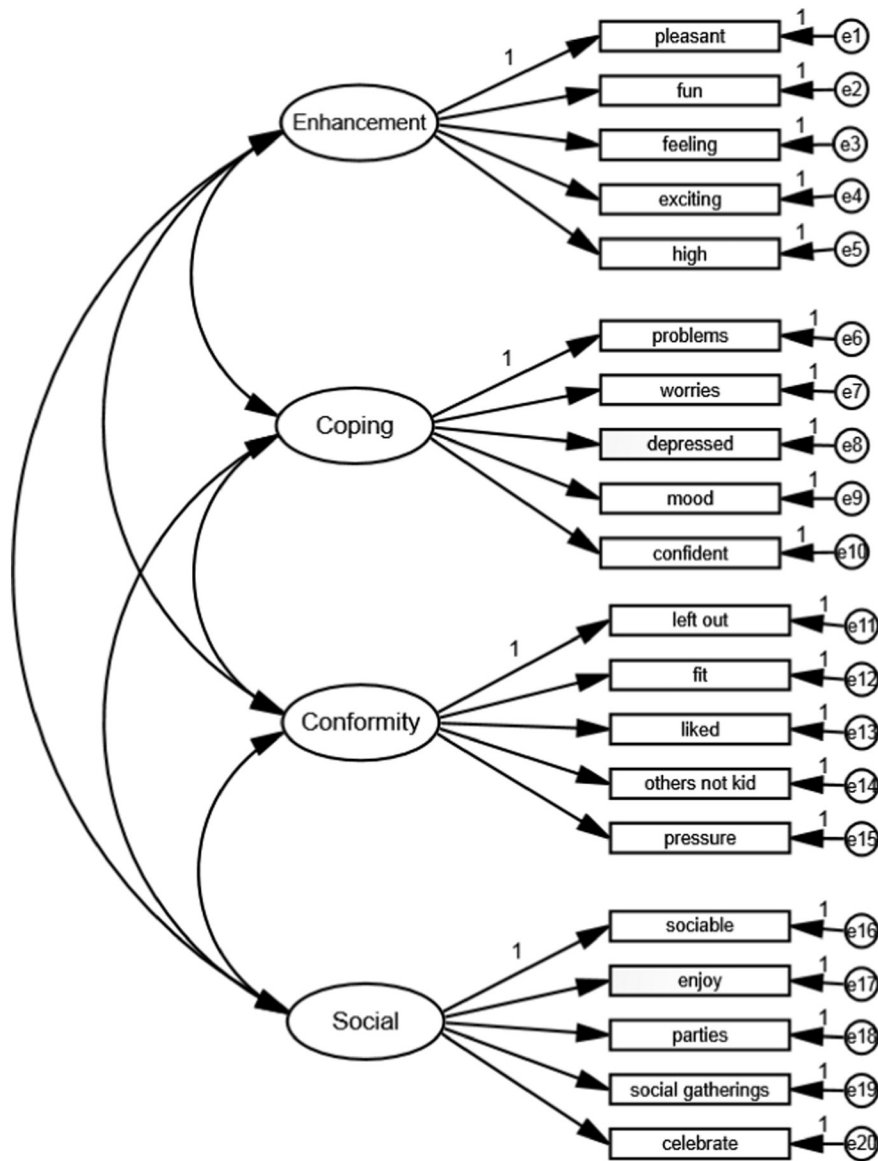 1
pleasant
1
e1
Enhancement
fun
1
e2
feeling
1
e3
exciting
1
e4
high
1
e5
1
problems
1
e6
Coping
worries
1
e7
depressed
1
e8
mood
1
e9
confident
1
e10
1
left out
1
e11
Conformity
fit
1
e12
liked
1
e13
others not kid
1
e14
pressure
1
e15
1
sociable
1
e16
Social
enjoy
1
e17
parties
1
e18
social gatherings
1
e19
celebrate
1
e20